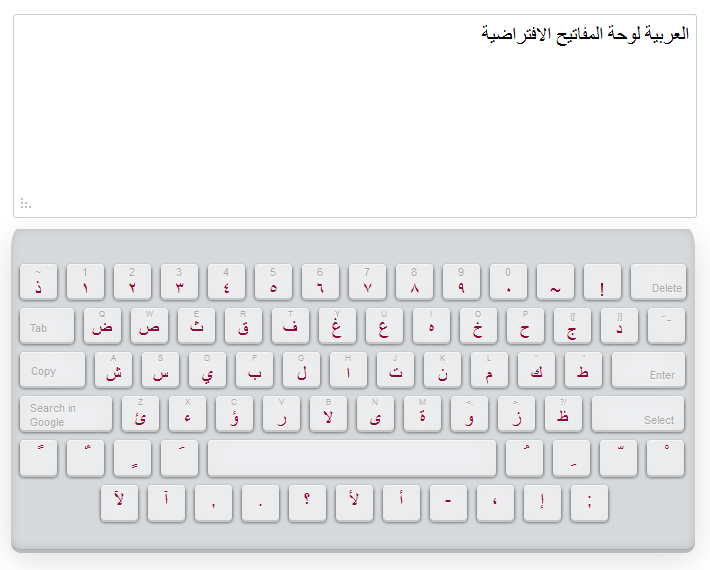 العربية لوحة المفاتيح الافتراضية
~ 1 2 3 4 5 6 7 8 9 0
ذ ١ ٢ ٣ ٤ ٥ ٦ ٧ ٨ ٩ ٠ ~ ! Delete
Q W E R T Y U I O P {[ }]
Tab ض ص ث ق ف غ ع ه خ ح ج د -_
A S D F G H J K L " "
Copy ش س ي ب ل ا ت ن م ك ط Enter
Z X C V B N M <, >. ?/
Search in Google ئ ء ؤ ر لا ى ة و ز ظ Select
ً ٌ ٍ َ ُ ِ ّ ْ
لآ آ , . ؟ لأ أ - ، إ ;